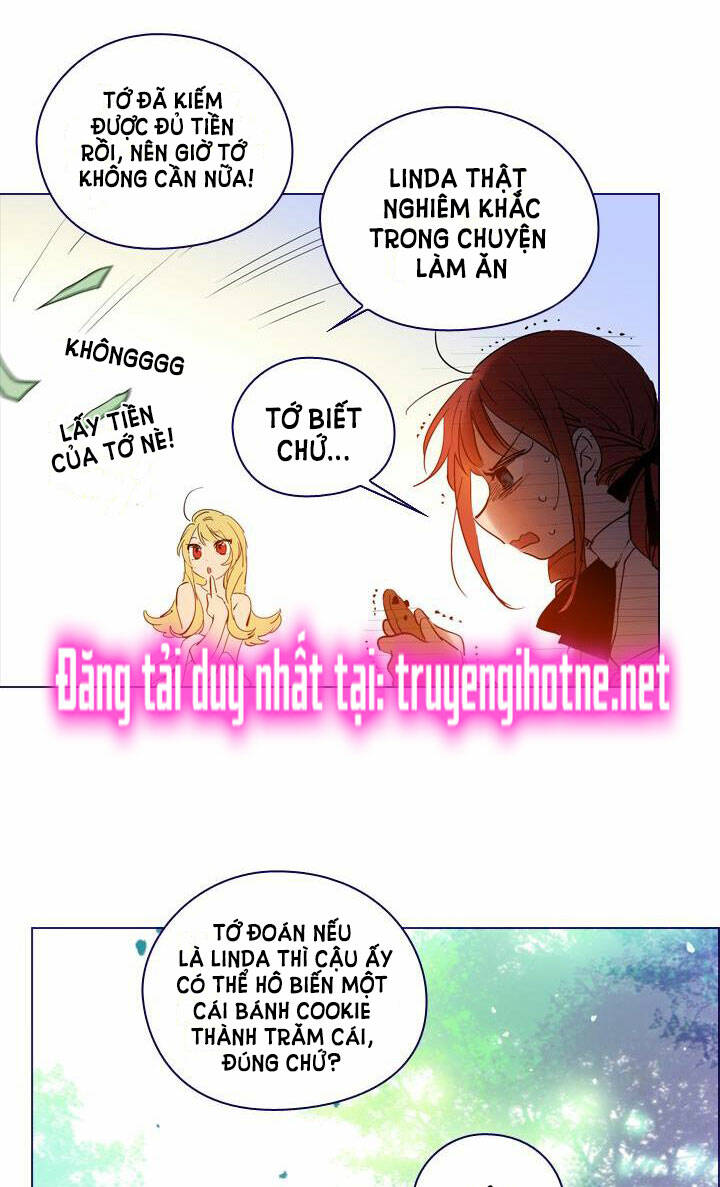 TỚ ĐÃ KIẾM
ĐƯỢC ĐỦ TIỀN
RỒI, NÊN GIỜ TỚ
KHÔNG CẦN NỮA!
LINDA THẬT
NGHIÊM KHẮC
TRONG CHUYỆN
LÀM ĂN
KHÔNGGGG
LẤY TIỀN
CỦA TỚ NÈ!
TỚ BIẾT
CHỨ...
Đăng tải duy nhất tại: truyengihotne.net
TỚ ĐOÁN NẾU
LÀ LINDA THÌ CẬU ẤY
CÓ THỂ HÔ BIẾN MỘT
CÁI BÁNH COOKIE
THÀNH TRĂM CÁI,
ĐÚNG CHỨ?